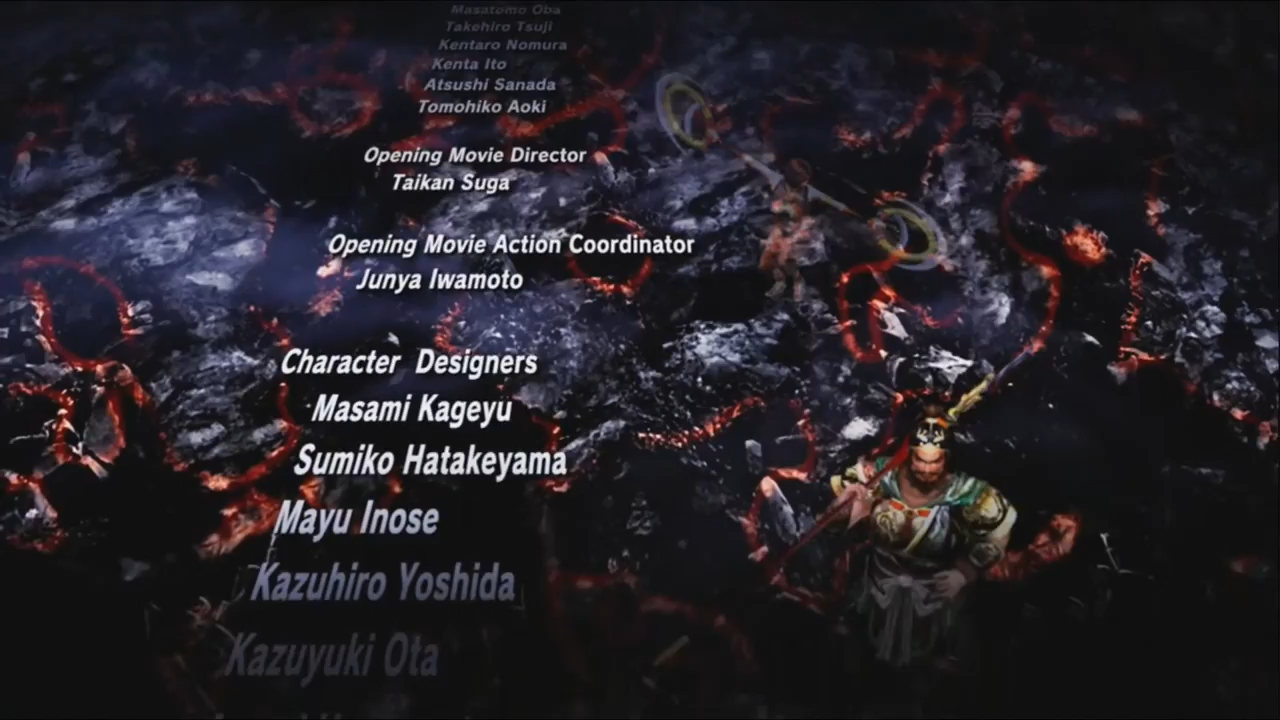 Masatomo Oba
Takehiro Tsuji
Kentaro Nomura
Kenta Ito
Atsushi Sanada
Tomohiko Aoki
Opening Movie Director
Taikan Suga
Opening Movie Action Coordinator
Junya Iwamoto
Character Designers
Masami Kageyu
Sumiko Hatakeyama
Mayu Inose
Kazuhiro Yoshida
Kazuyuki Ota